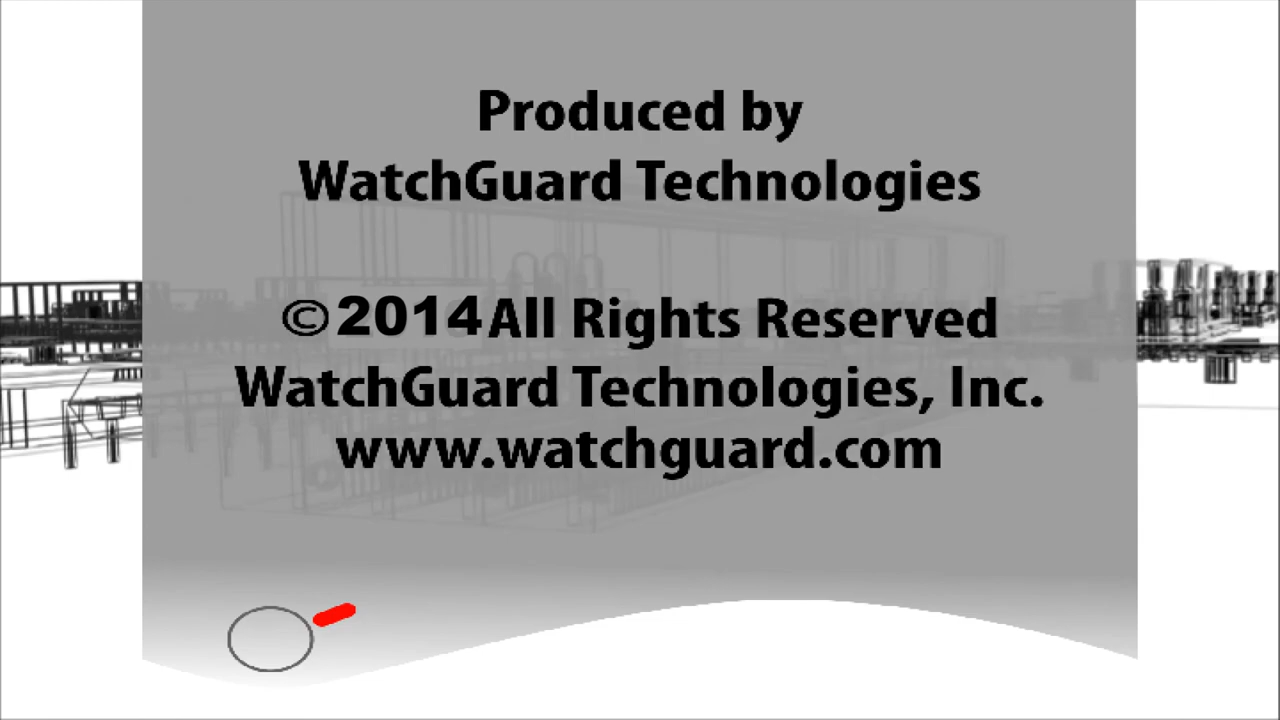 Produced by
WatchGuard Technologies
© 2014 All Rights Reserved
WatchGuard Technologies, Inc.
www.watchguard.com